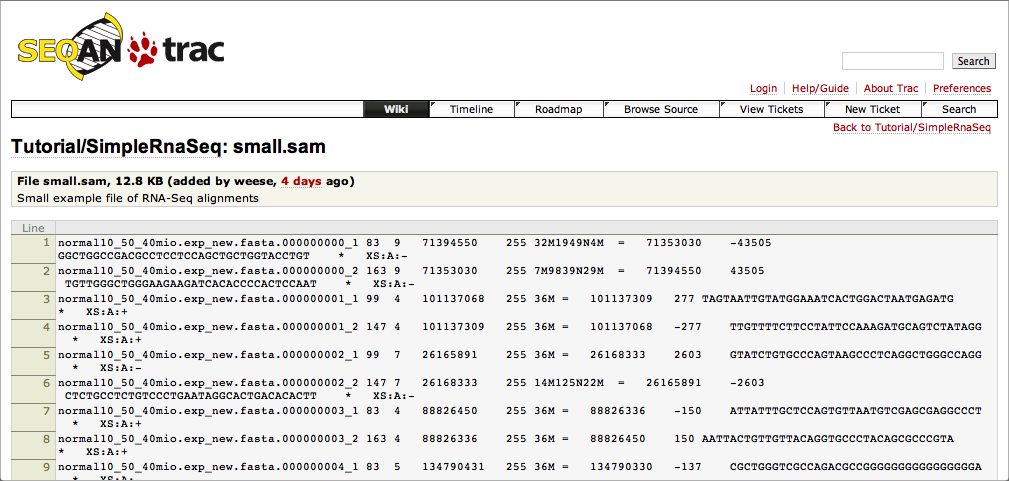 SEQAN trac
Search
Login Help/Guide About Trac Preferences
Wiki Timeline Roadmap Browse Source View Tickets New Ticket Search
Back to Tutorial/SimpleRnaSeq
Tutorial/SimpleRnaSeq: small.sam
File small.sam, 12.8 KB (added by weese, 4 days ago)
Small example file of RNA-Seq alignments
Line
1 normal10_50_40mio.exp_new.fasta.000000000_1 83 9 71394550 255 32M1949N4M = 71353030 -43505
GGCTGGCCGACGCCTCCTCCAGCTGCTGGTACCTGT * XS:A:-
2 normal10_50_40mio.exp_new.fasta.000000000_2 163 9 71353030 255 7M9839N29M = 71394550 43505
TGTTGGGCTGGGAAGAAGATCACACCCCACTCCAAT * XS:A:-
3 normal10_50_40mio.exp_new.fasta.000000001_1 99 4 101137068 255 36M = 101137309 277 TAGTAATTGTATGGAAATCACTGGACTAATGAGATG
* XS:A:+
4 normal10_50_40mio.exp_new.fasta.000000001_2 147 4 101137309 255 36M = 101137068 -277 TTGTTTTCTTCCTATTCCAAAGATGCAGTCTATAGG
* XS:A:+
5 normal10_50_40mio.exp_new.fasta.000000002_1 99 7 26165891 255 36M = 26168333 2603 GTATCTGTGCCCAGTAAGCCCTCAGGCTGGGCCAGG
* XS:A:-
6 normal10_50_40mio.exp_new.fasta.000000002_2 147 7 26168333 255 14M125N22M = 26165891 -2603
CTCTGCCTCTGTCCCTGAATAGGCACTGACACACTT * XS:A:-
7 normal10_50_40mio.exp_new.fasta.000000003_1 83 4 88826450 255 36M = 88826336 -150 ATTATTTGCTCCAGTGTTAATGTCGAGCGAGGCCCT
* XS:A:+
8 normal10_50_40mio.exp_new.fasta.000000003_2 163 4 88826336 255 36M = 88826450 150 AATTACTGTTGTTACAGGTGCCCTACAGCGCCCGTA
* XS:A:+
9 normal10_50_40mio.exp_new.fasta.000000004_1 83 5 134790431 255 36M = 134790330 -137 CGCTGGGTCGCCAGACGCCGGGGGGGGGGGGGGGGA
* XS:A:-